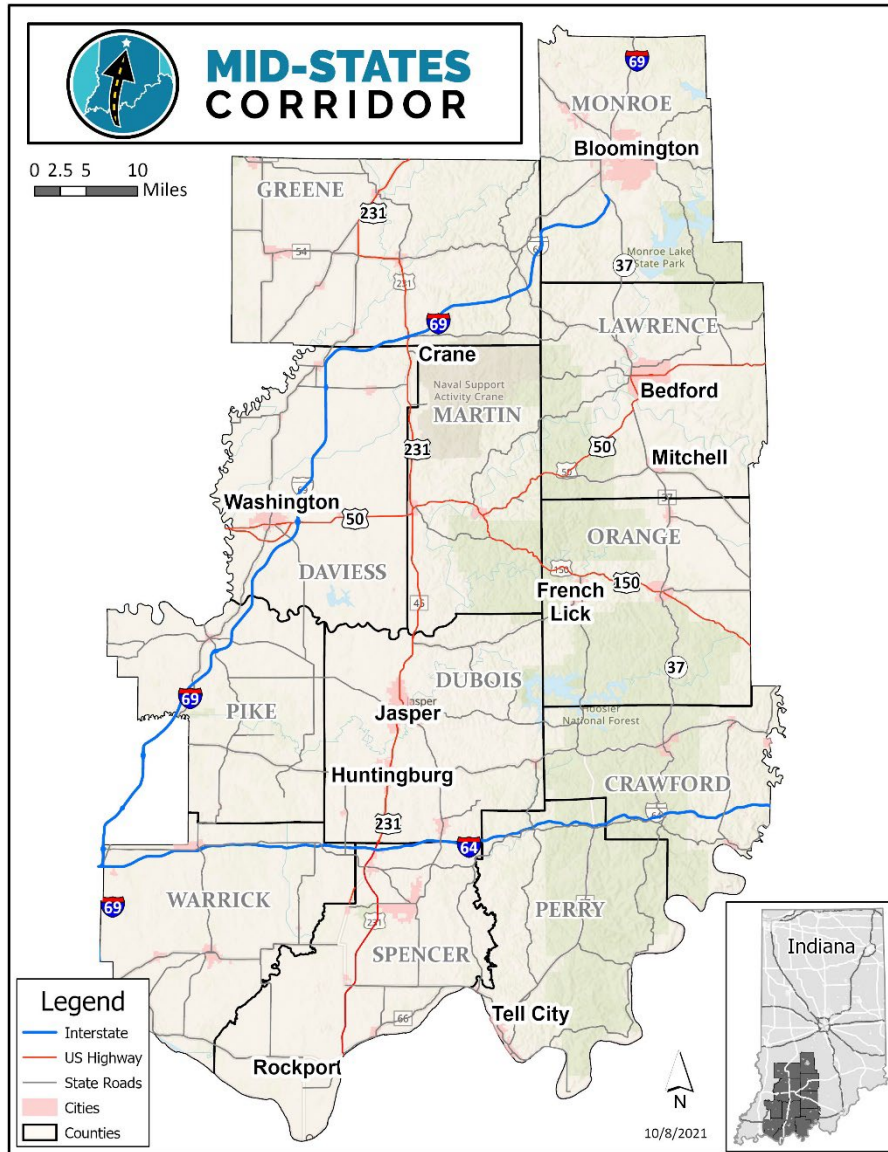 MID-STATES
CORRIDOR
0 2.5 5 10
Miles
69
MONROE
Bloomington
GREENE
231
54
231
69
Monroe Lake
State Park
37
LAWRENCE
69
Crane
Bedford
Naval Support
Activity Crane
MARTIN
231
50
50
Mitchell
69
37
Washington
50
ORANGE
DAVIESS
150
150
French
Lick
45
DUBOIS
37
69
PIKE
Jasper
Jasper
Hoosier
National Forest
Huntingburg
CRAWFORD
231
64
64
69
WARRICK
PERRY
231
SPENCER
Tell City
66
Rockport
Legend
Interstate
US Highway
State Roads
Cities
Counties
N
10/8/2021
Indiana